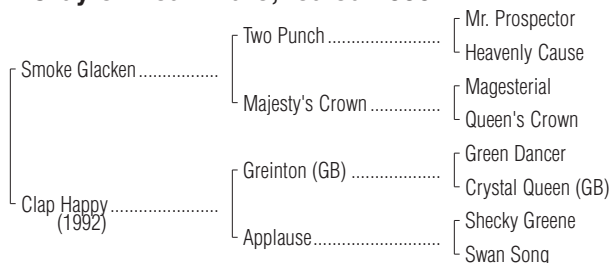 Mr. Prospector
Two Punch
Heavenly Cause
Smoke Glacken
Magesterial
Majesty's Crown
Queen's Crown
Green Dancer
Greinton (GB)
Crystal Queen (GB)
Clap Happy
(1992)
Shecky Greene
Applause
Swan Song